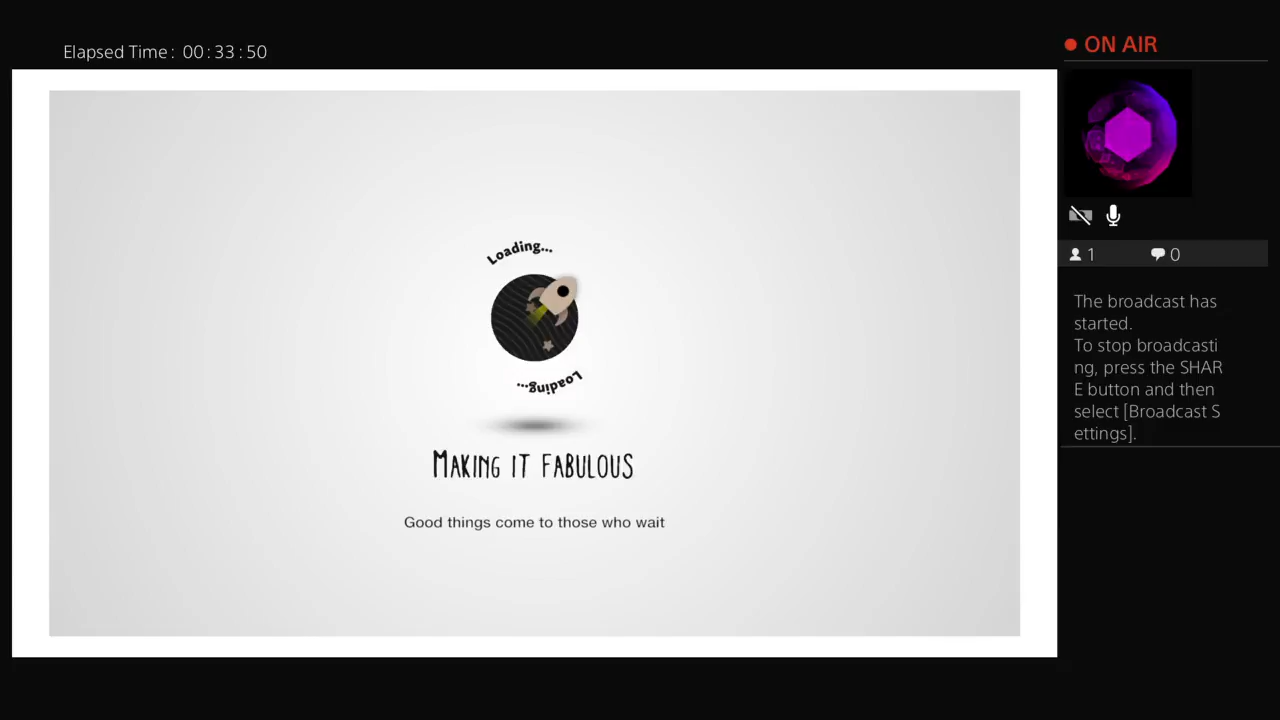 Elapsed Time: 00:33:50
ON AIR
Loading...
Loading...
MAKING IT FABULOUS
Good things come to those who wait
1
0
The broadcast has
started.
To stop broadcasti
ng, press the SHAR
E button and then
select [Broadcast S
ettings].